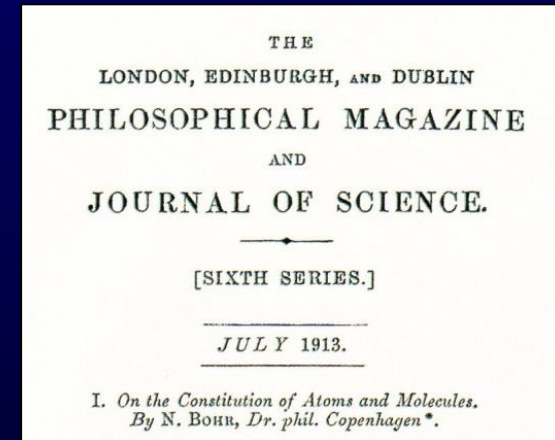 THE
LONDON, EDINBURGH, AND DUBLIN
PHILOSOPHICAL MAGAZINE
AND
JOURNAL OF SCIENCE.
[SIXTH SERIES.]
JULY 1913.
I. On the Constitution of Atoms and Molecules.
By N. BOHR, Dr. phil. Copenhagen*.